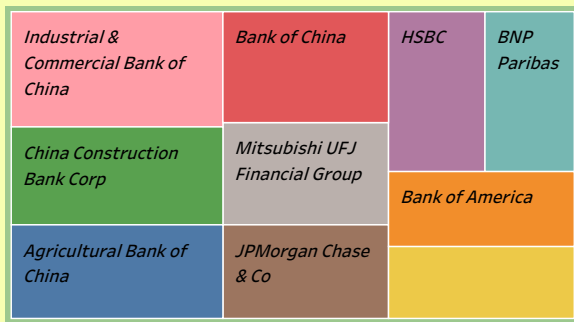 Industrial &
Commercial Bank of
China
China Construction
Bank Corp
Agricultural Bank of
China
Bank of China
Mitsubishi UFJ
Financial Group
JPMorgan Chase
& Co
HSBC
BNP
Paribas
Bank of America